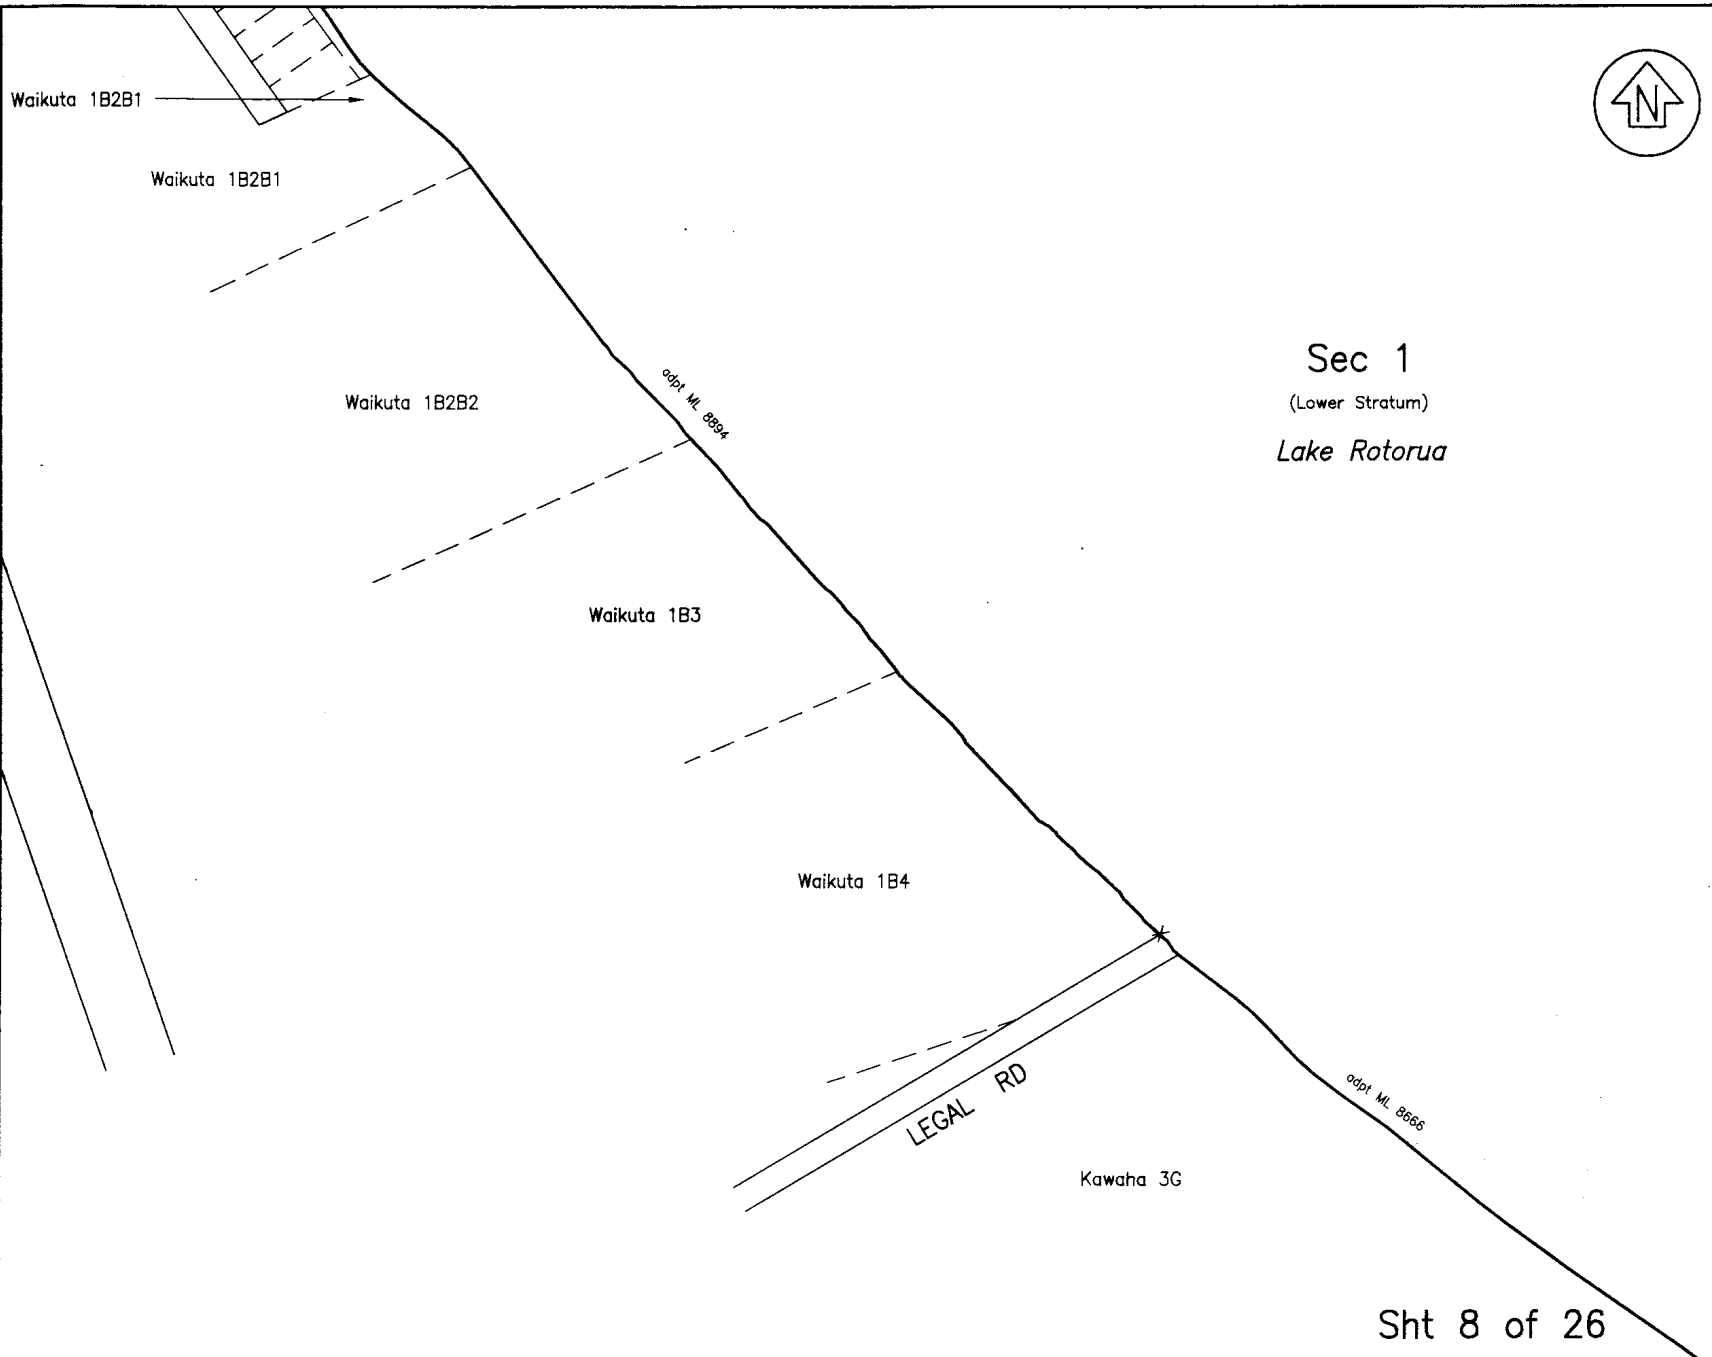 N
Waikuta 1B2B1
Waikuta 1B2B1
Sec 1
(Lower Stratum)
Lake Rotorua
Waikuta 1B2B2
adpt ML 8894
Waikuta 1B3
Waikuta 1B4
LEGAL RD
adpt ML 8666
Kawaha 3G
Sht 8 of 26